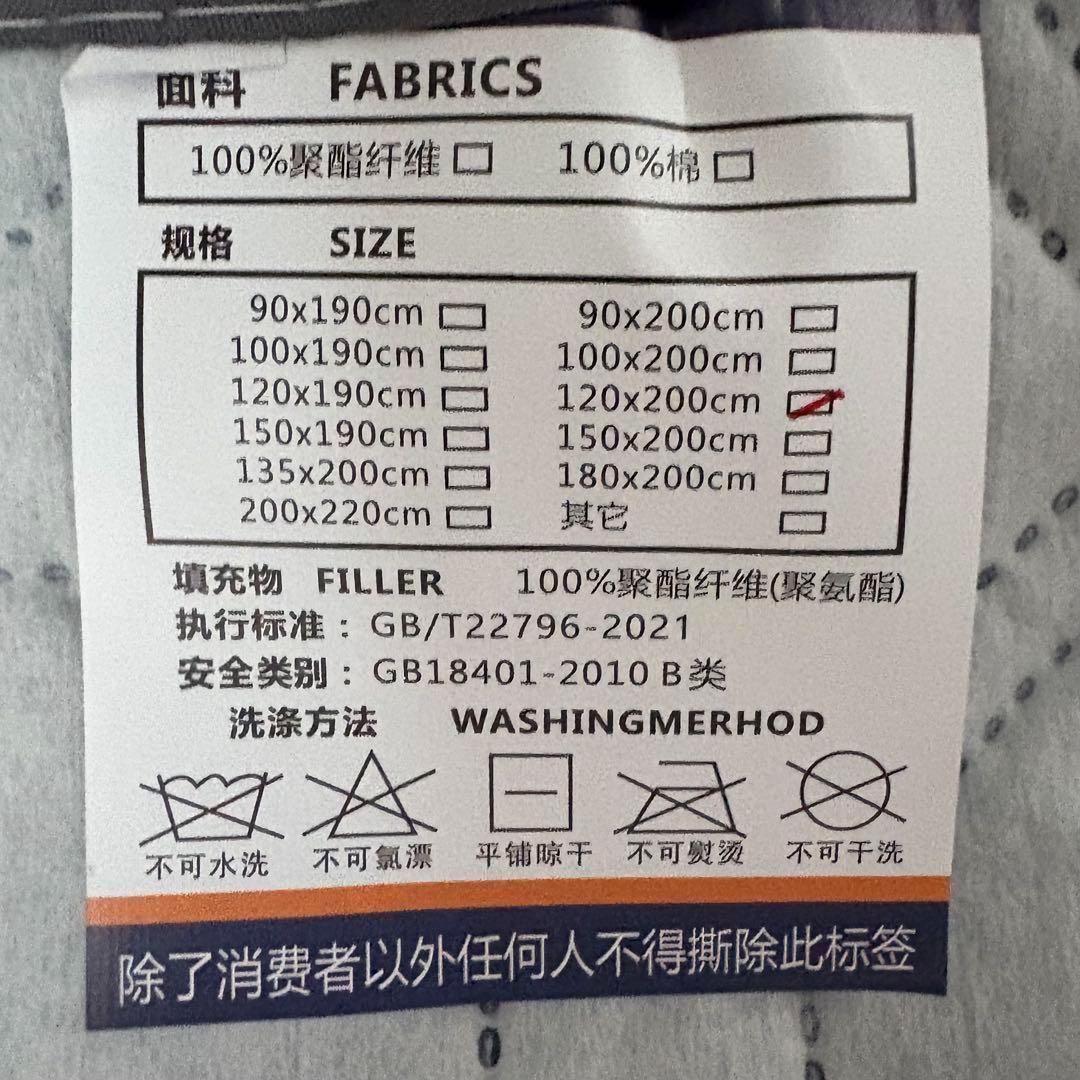 面料 FABRICS
100%聚酯纤维 100%棉
规格 SIZE
90x190cm 90x200cm
100x190cm 100x200cm
120x190cm 120x200cm
150x190cm 150x200cm
135x200cm 180x200cm
200x220cm 其它
填充物 FILLER 100%聚酯纤维(聚氨酯)
执行标准：GB/T22796-2021
安全类别：GB18401-2010 B类
洗涤方法 WASHINGMERHOD
不可水洗 不可氯漂 平铺晾干 不可熨烫 不可干洗
除了消费者以外任何人不得撕除此标签